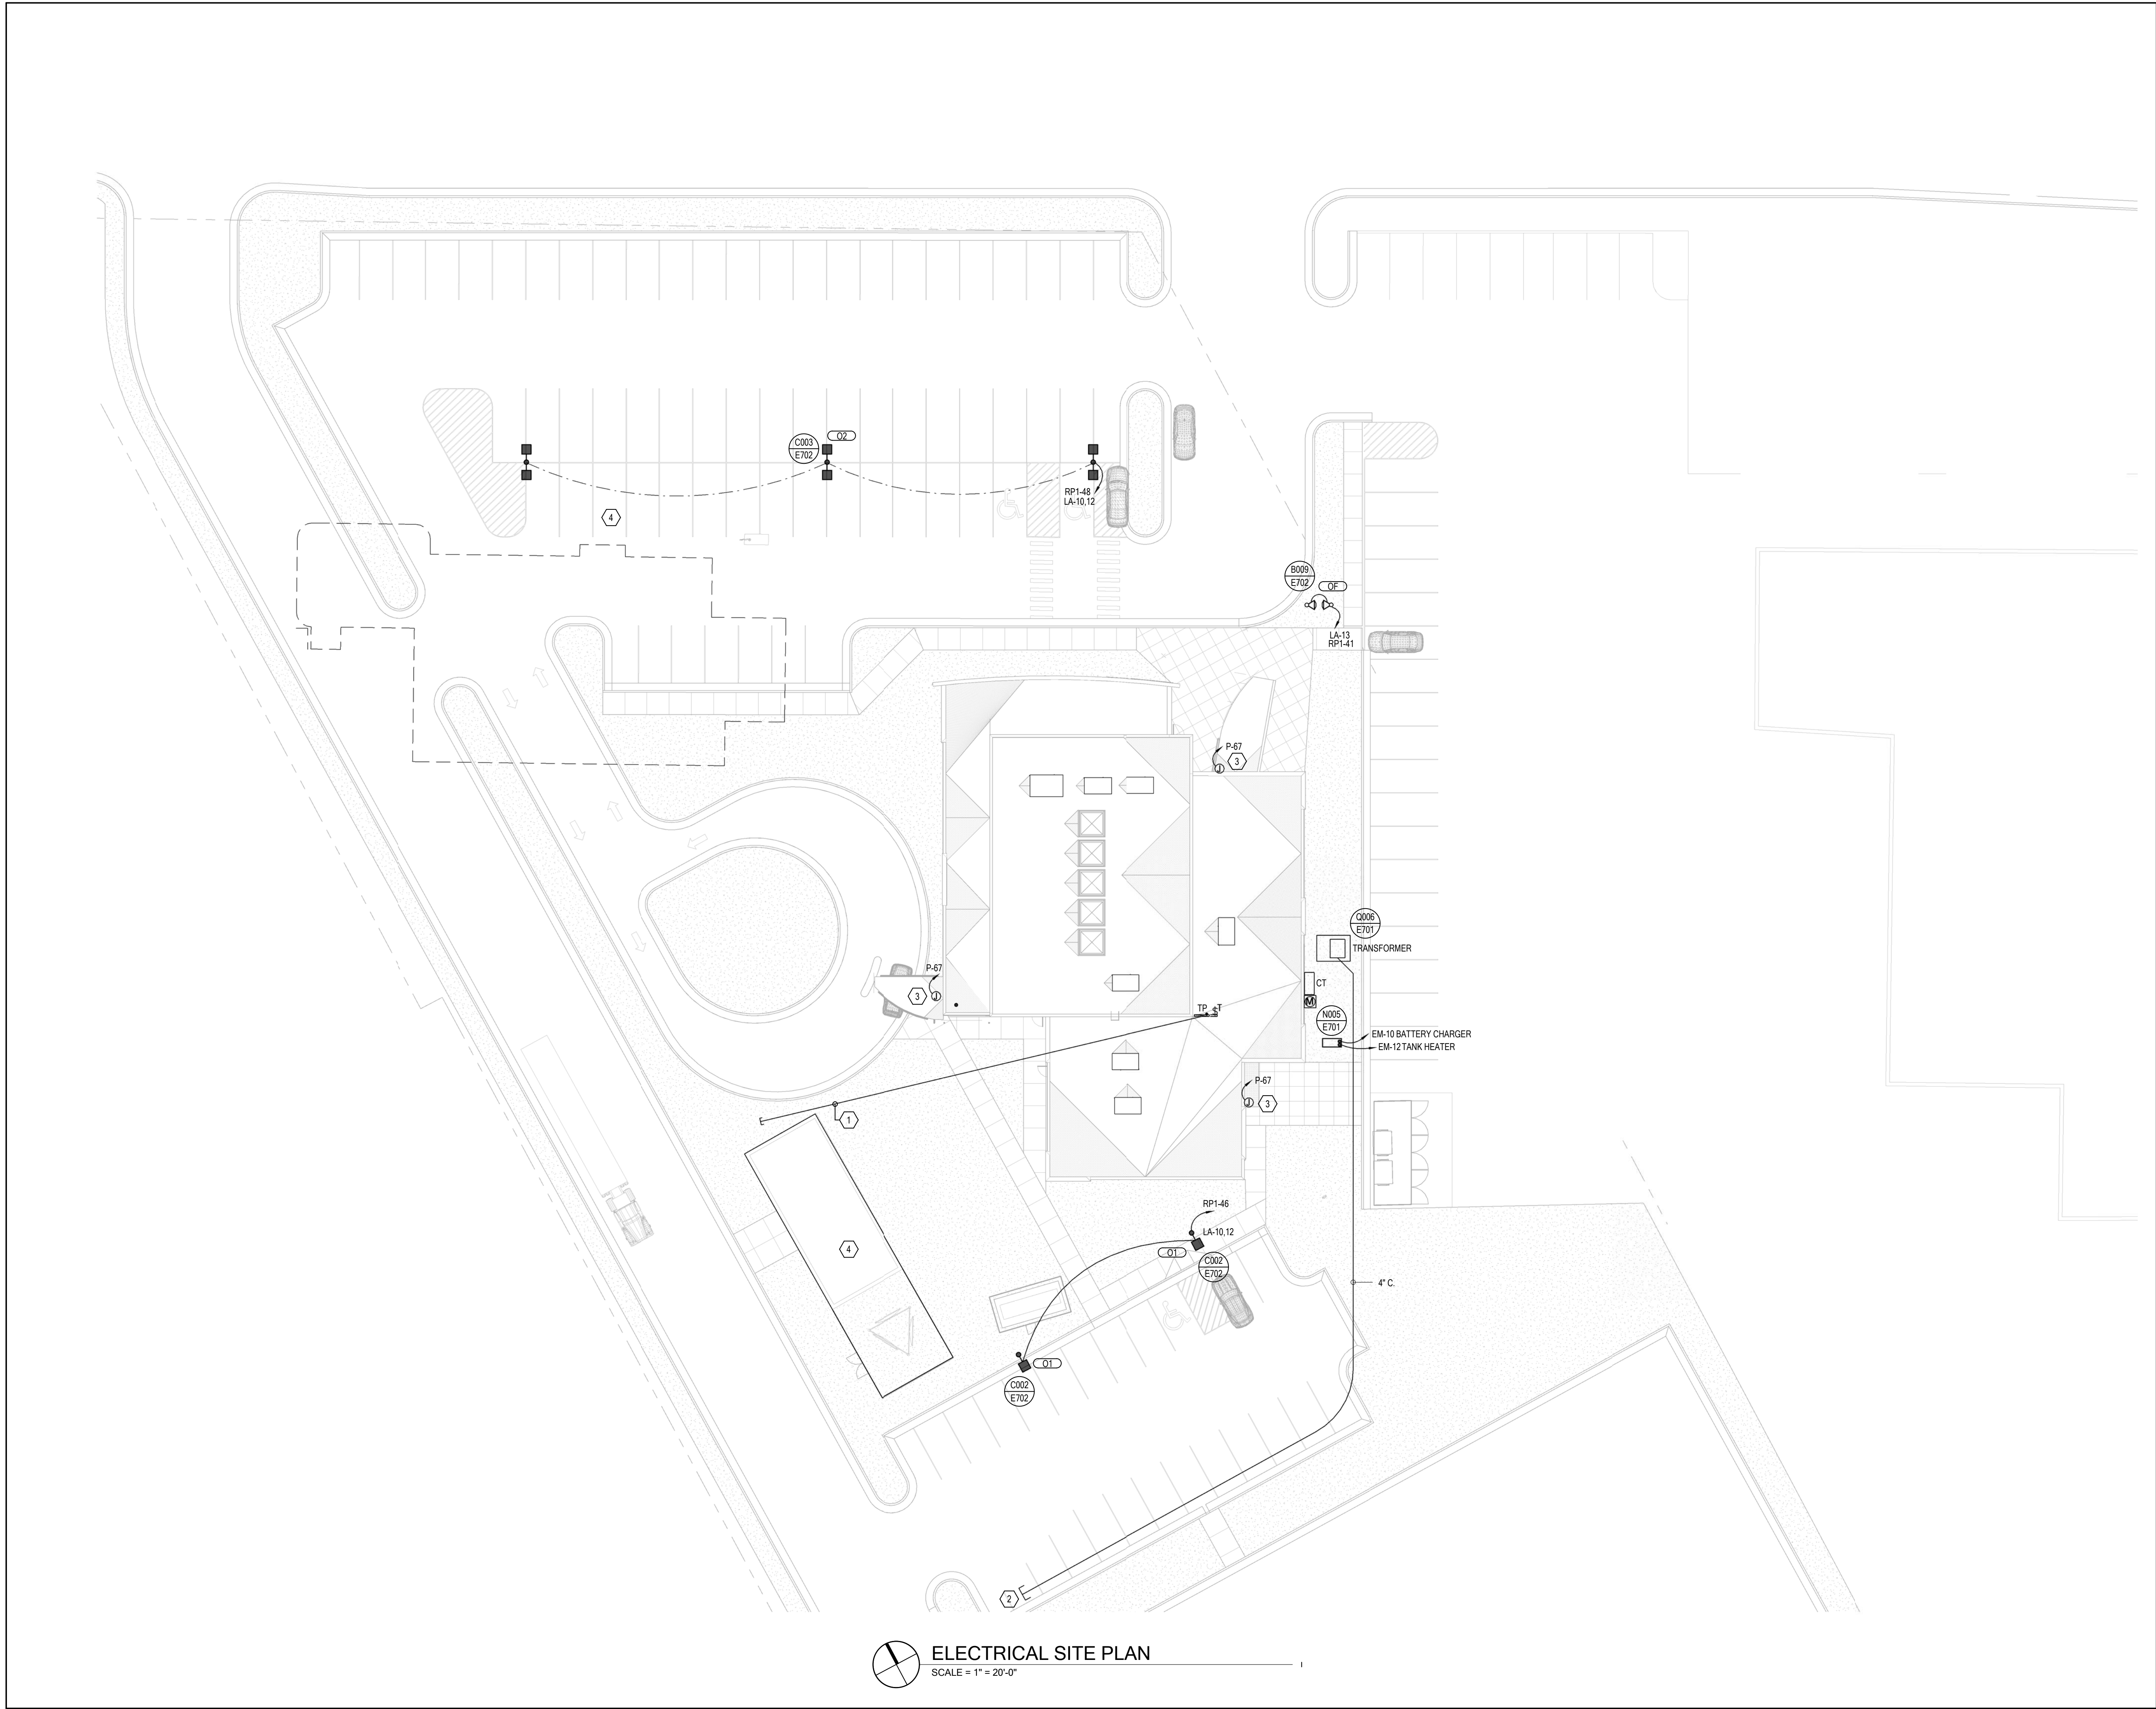 C003
E702
O2
RP1-48
LA-10,12
4
B009
E702
OF
LA-13
RP1-41
P-67
3
J
Q006
E701
TRANSFORMER
P-67
3
J
CT
M
TP
T
N005
E701
EM-10 BATTERY CHARGER
EM-12 TANK HEATER
P-67
J
3
1
RP1-46
LA-10,12
O1
4
C002
E702
4" C.
O1
C002
E702
2
ELECTRICAL SITE PLAN
SCALE = 1" = 20'-0"